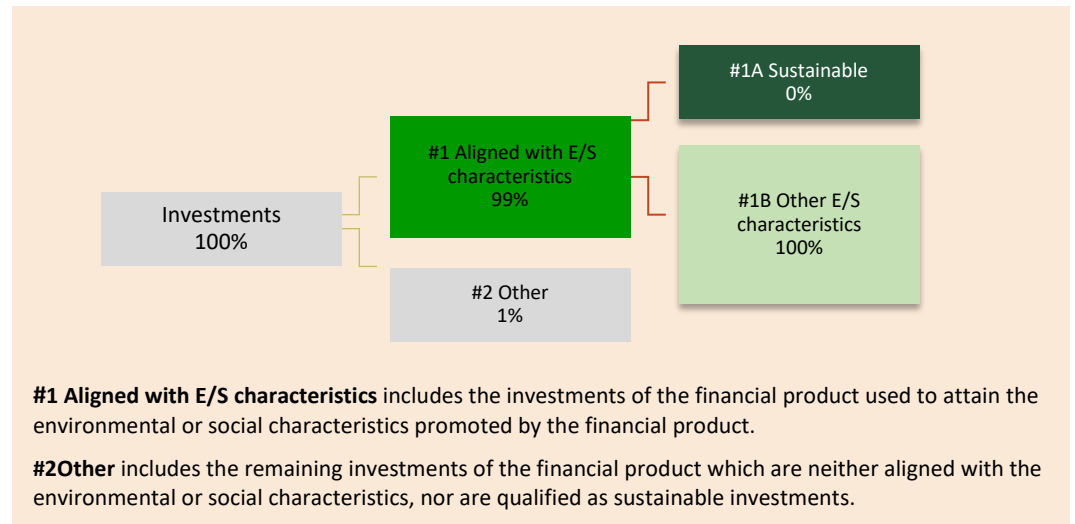 #1A Sustainable
0%
#1 Aligned with E/S
characteristics
99%
#1B Other E/S
characteristics
100%
Investments
100%
#2 Other
1%
#1 Aligned with E/S characteristics includes the investments of the financial product used to attain the
environmental or social characteristics promoted by the financial product.
#2Other includes the remaining investments of the financial product which are neither aligned with the
environmental or social characteristics, nor are qualified as sustainable investments.